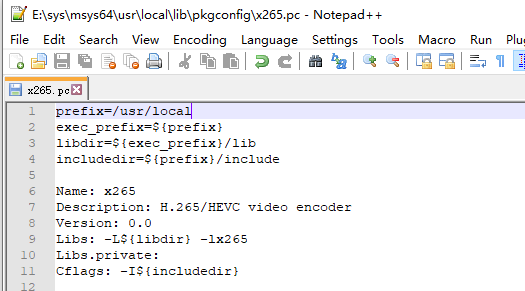 E:\sys\msys64\usr\local\lib\pkgconfig\x265.pc - Notepad++
File Edit Search View Encoding Language Settings Tools Macro Run P
x265.pc
1 prefix=/usr/local
2 exec_prefix=${prefix}
3 libdir=${exec_prefix}/lib
4 includedir=${prefix}/include
5
6 Name: x265
7 Description: H.265/HEVC video encoder
8 Version: 0.0
9 Libs: -L${libdir} -lx265
10 Libs.private:
11 Cflags: -I${includedir}
12